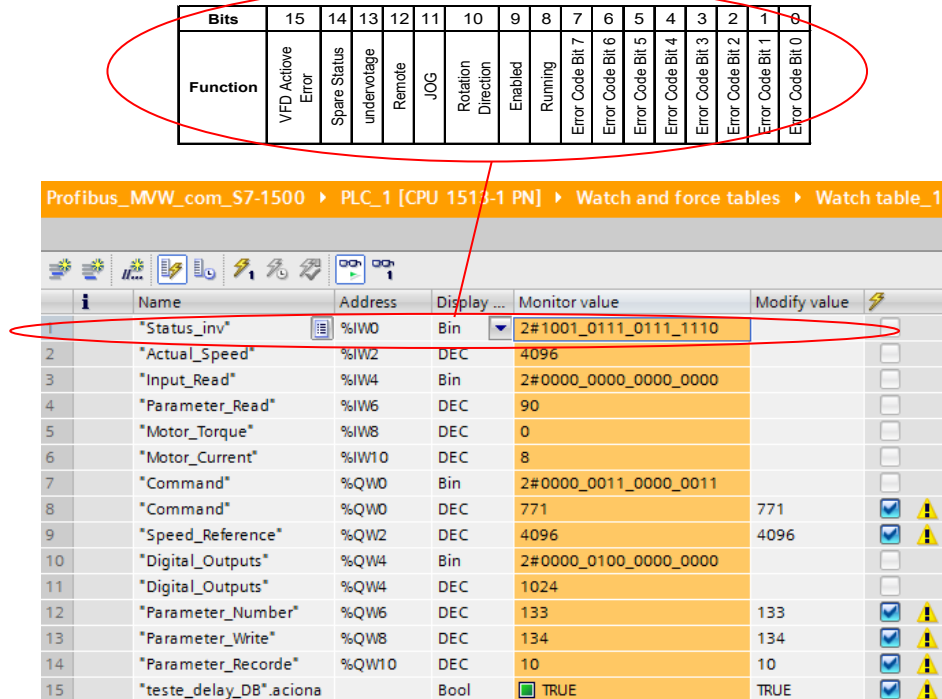 Bits 15 14 13 12 11 10 9 8 7 6 5 4 3 2 1 0
Function VFD Actiove Error Spare Status undervotage Remote JOG Rotation Direction Enabled Running Error Code Bit 7 Error Code Bit 6 Error Code Bit 5 Error Code Bit 4 Error Code Bit 3 Error Code Bit 2 Error Code Bit 1 Error Code Bit 0
Profibus_MVW_com_S7-1500 PLC_1 [CPU 1513-1 PN] Watch and force tables Watch table_1
i Name Address Display ... Monitor value Modify value
1 "Status_inv" %IW0 Bin 2#1001_0111_0111_1110
2 "Actual_Speed" %IW2 DEC 4096
3 "Input_Read" %IW4 Bin 2#0000_0000_0000_0000
4 "Parameter_Read" %IW6 DEC 90
5 "Motor_Torque" %IW8 DEC 0
6 "Motor_Current" %IW10 DEC 8
7 "Command" %QW0 Bin 2#0000_0011_0000_0011
8 "Command" %QW0 DEC 771 771
9 "Speed_Reference" %QW2 DEC 4096 4096
10 "Digital_Outputs" %QW4 Bin 2#0000_0100_0000_0000
11 "Digital_Outputs" %QW4 DEC 1024
12 "Parameter_Number" %QW6 DEC 133 133
13 "Parameter_Write" %QW8 DEC 134 134
14 "Parameter_Recorde" %QW10 DEC 10 10
15 "teste_delay_DB".aciona Bool TRUE TRUE